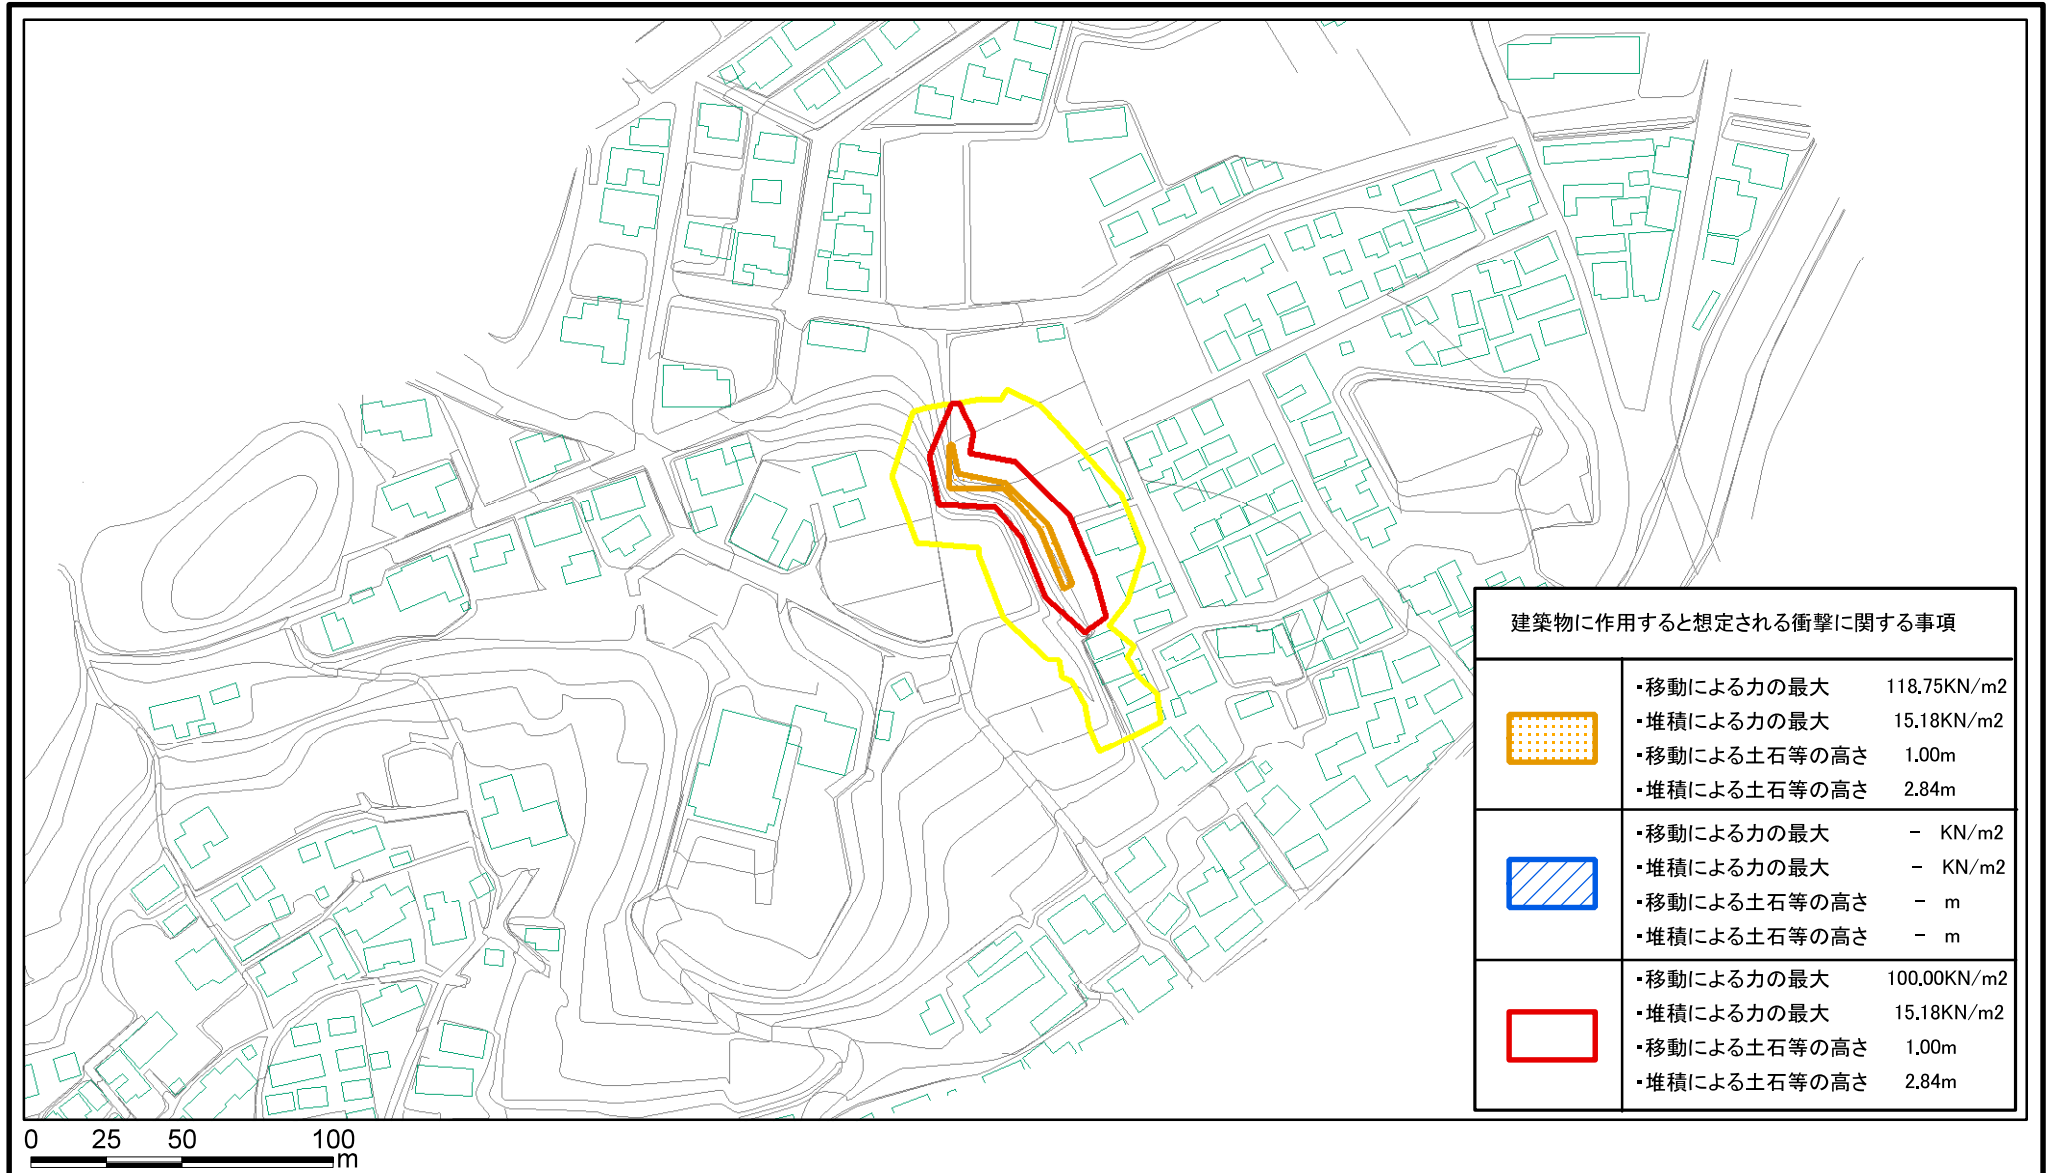 建築物に作用すると想定される衝撃に関する事項
･移動による力の最大 118.75KN/m2
･堆積による力の最大 15.18KN/m2
･移動による土石等の高さ 1.00m
･堆積による土石等の高さ 2.84m
･移動による力の最大 - KN/m2
･堆積による力の最大 - KN/m2
･移動による土石等の高さ - m
･堆積による土石等の高さ - m
･移動による力の最大 100.00KN/m2
･堆積による力の最大 15.18KN/m2
･移動による土石等の高さ 1.00m
･堆積による土石等の高さ 2.84m
0 25 50 100
m